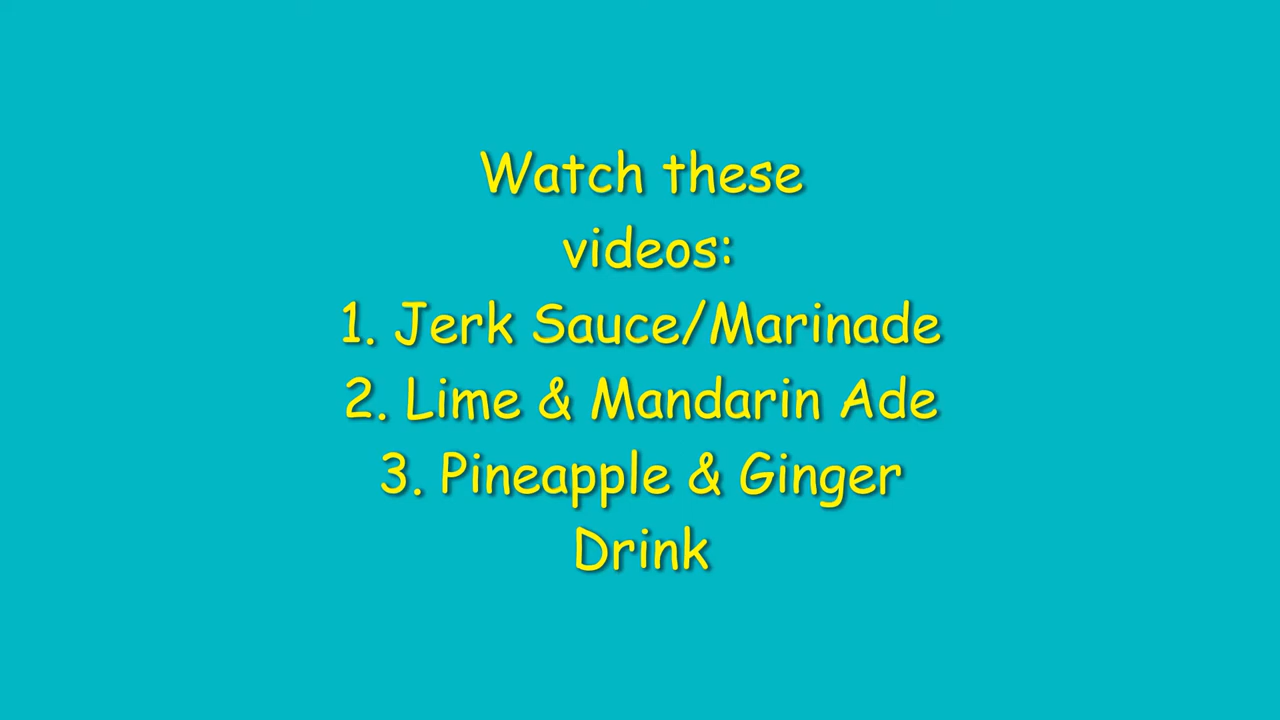 Watch these
videos:
1. Jerk Sauce/Marinade
2. Lime & Mandarin Ade
3. Pineapple & Ginger
Drink